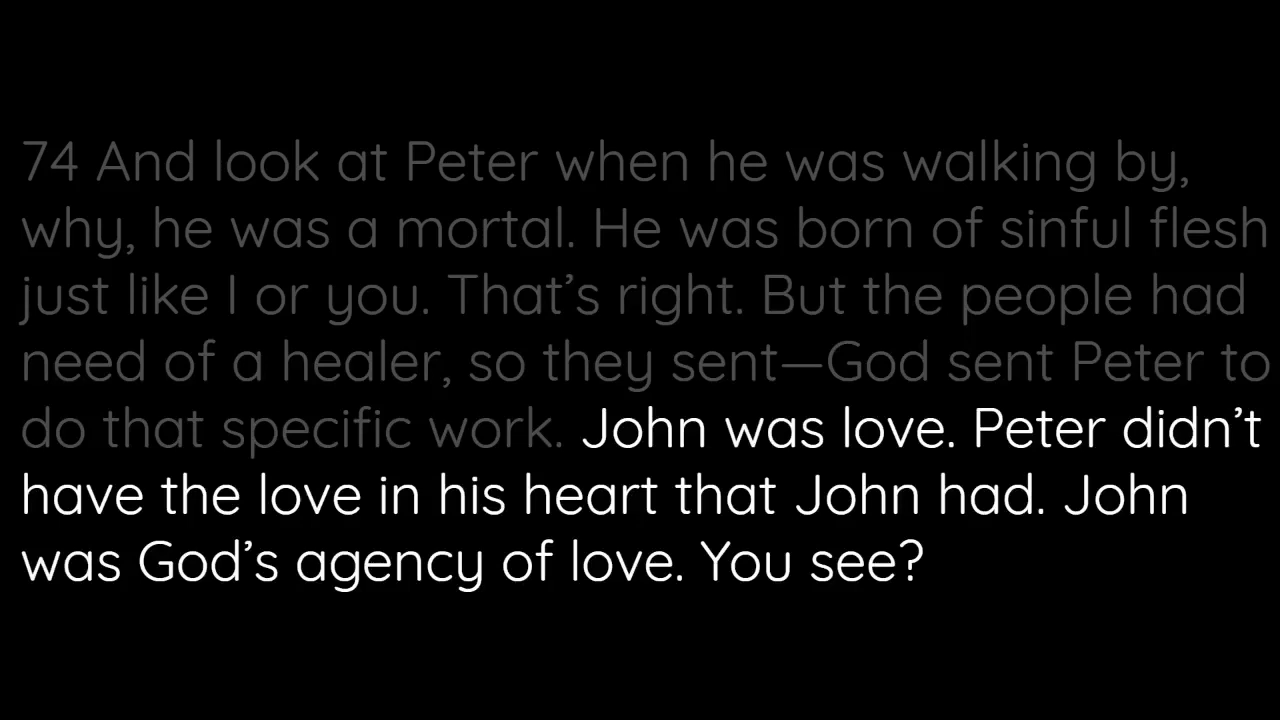 74 And look at Peter when he was walking by,
why, he was a mortal. He was born of sinful flesh
just like I or you. That’s right. But the people had
need of a healer, so they sent—God sent Peter to
do that specific work. John was love. Peter didn’t
have the love in his heart that John had. John
was God’s agency of love. You see?